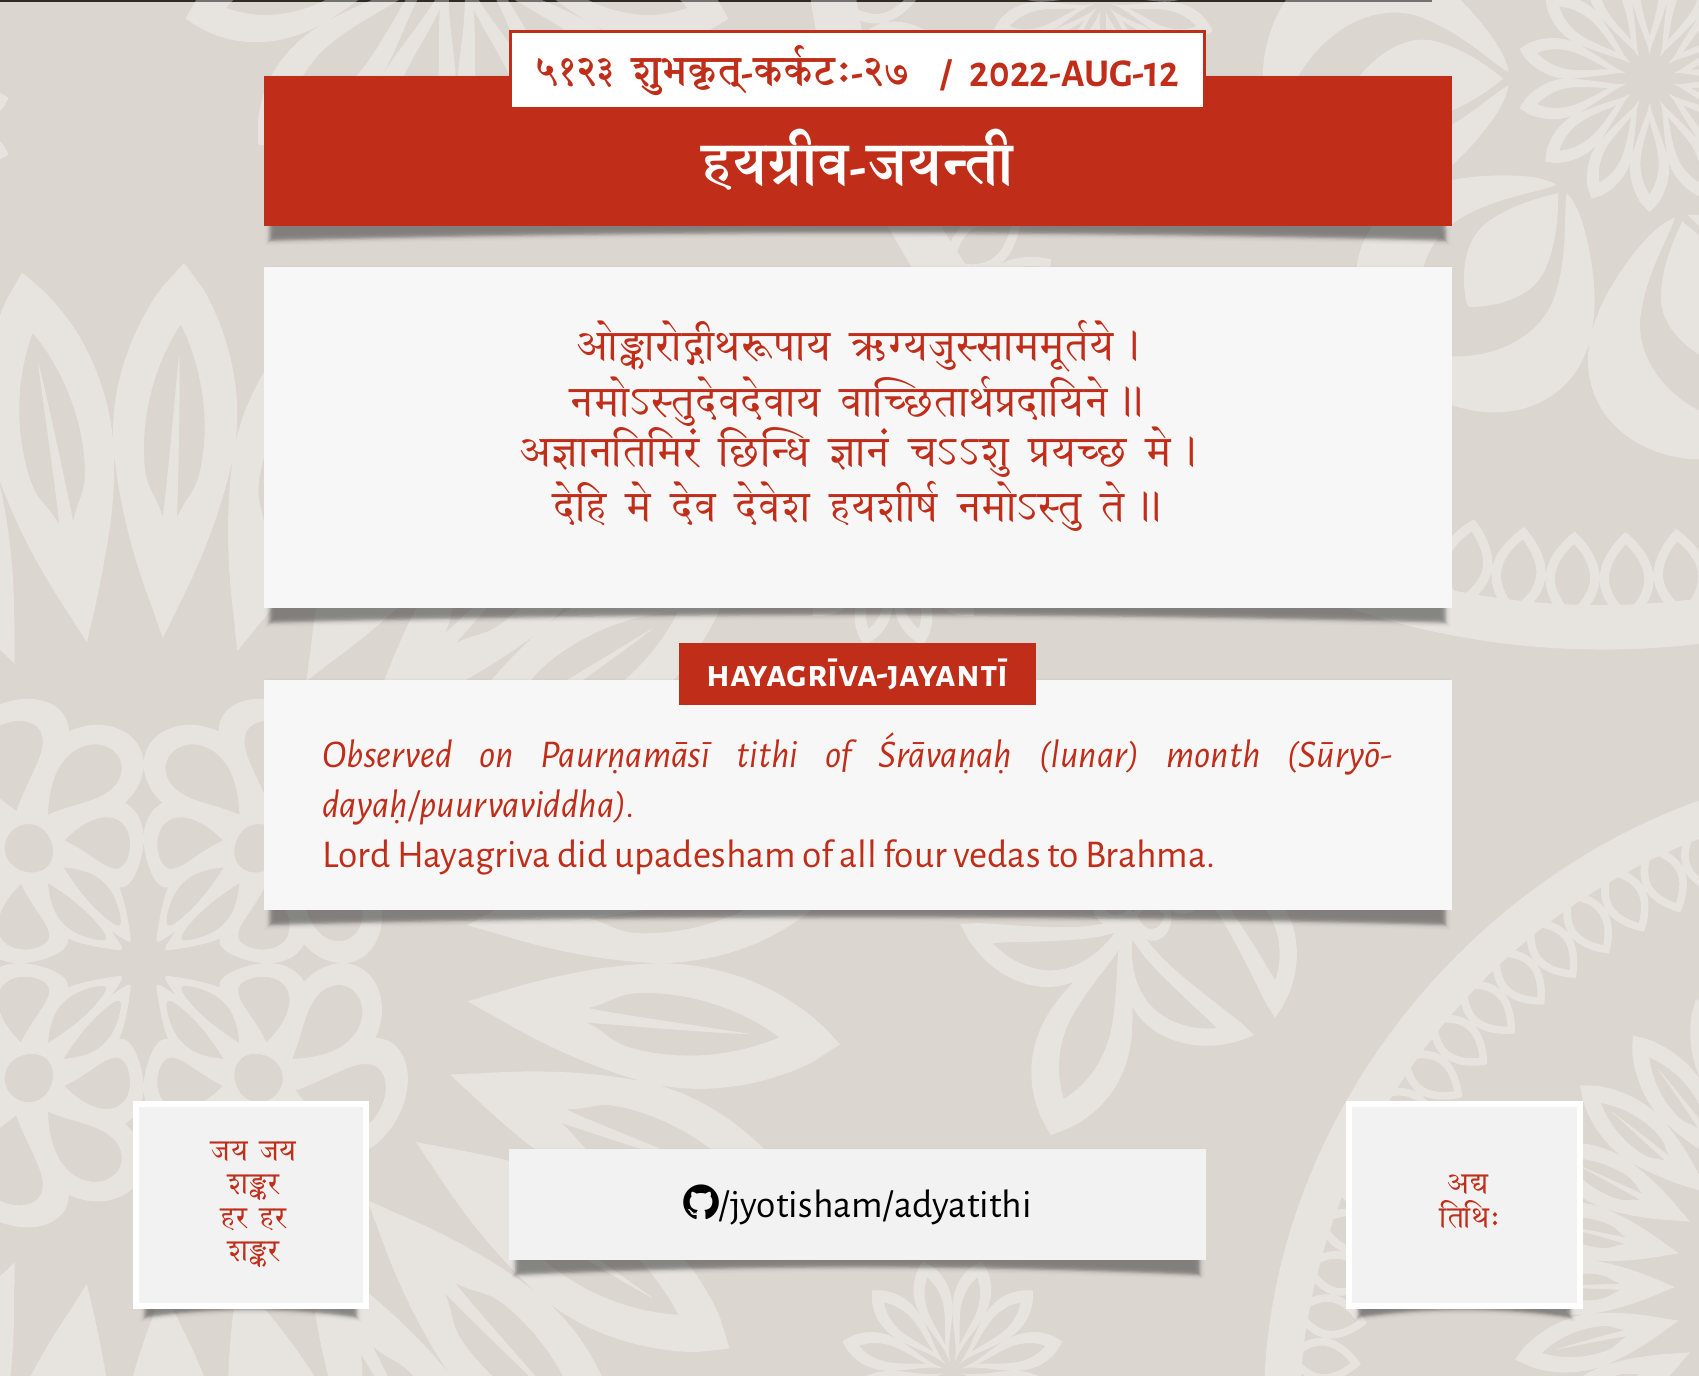 ५१२३ शुभकृत्-कर्कटः-२७ / 2022-AUG-12
हयग्रीव-जयन्ती
ओङ्कारोद्गीथरूपाय ऋग्यजुस्साममूर्तये ।
नमोऽस्तुदेवदेवाय वाच्छितार्थप्रदायिने ॥
अज्ञानतिमिरं छिन्धि ज्ञानं चऽऽशु प्रयच्छ मे ।
देहि मे देव देवेश हयशीर्ष नमोऽस्तु ते ॥
HAYAGRĪVA-JAYANTĪ
Observed on Paurṇamāsī tithi of Śrāvaṇaḥ (lunar) month (Sūryō-
dayaḥ/puurvaviddha).
Lord Hayagriva did upadesham of all four vedas to Brahma.
जय जय
शङ्कर
हर हर
शङ्कर
/jyotisham/adyatithi
अद्य
तिथिः